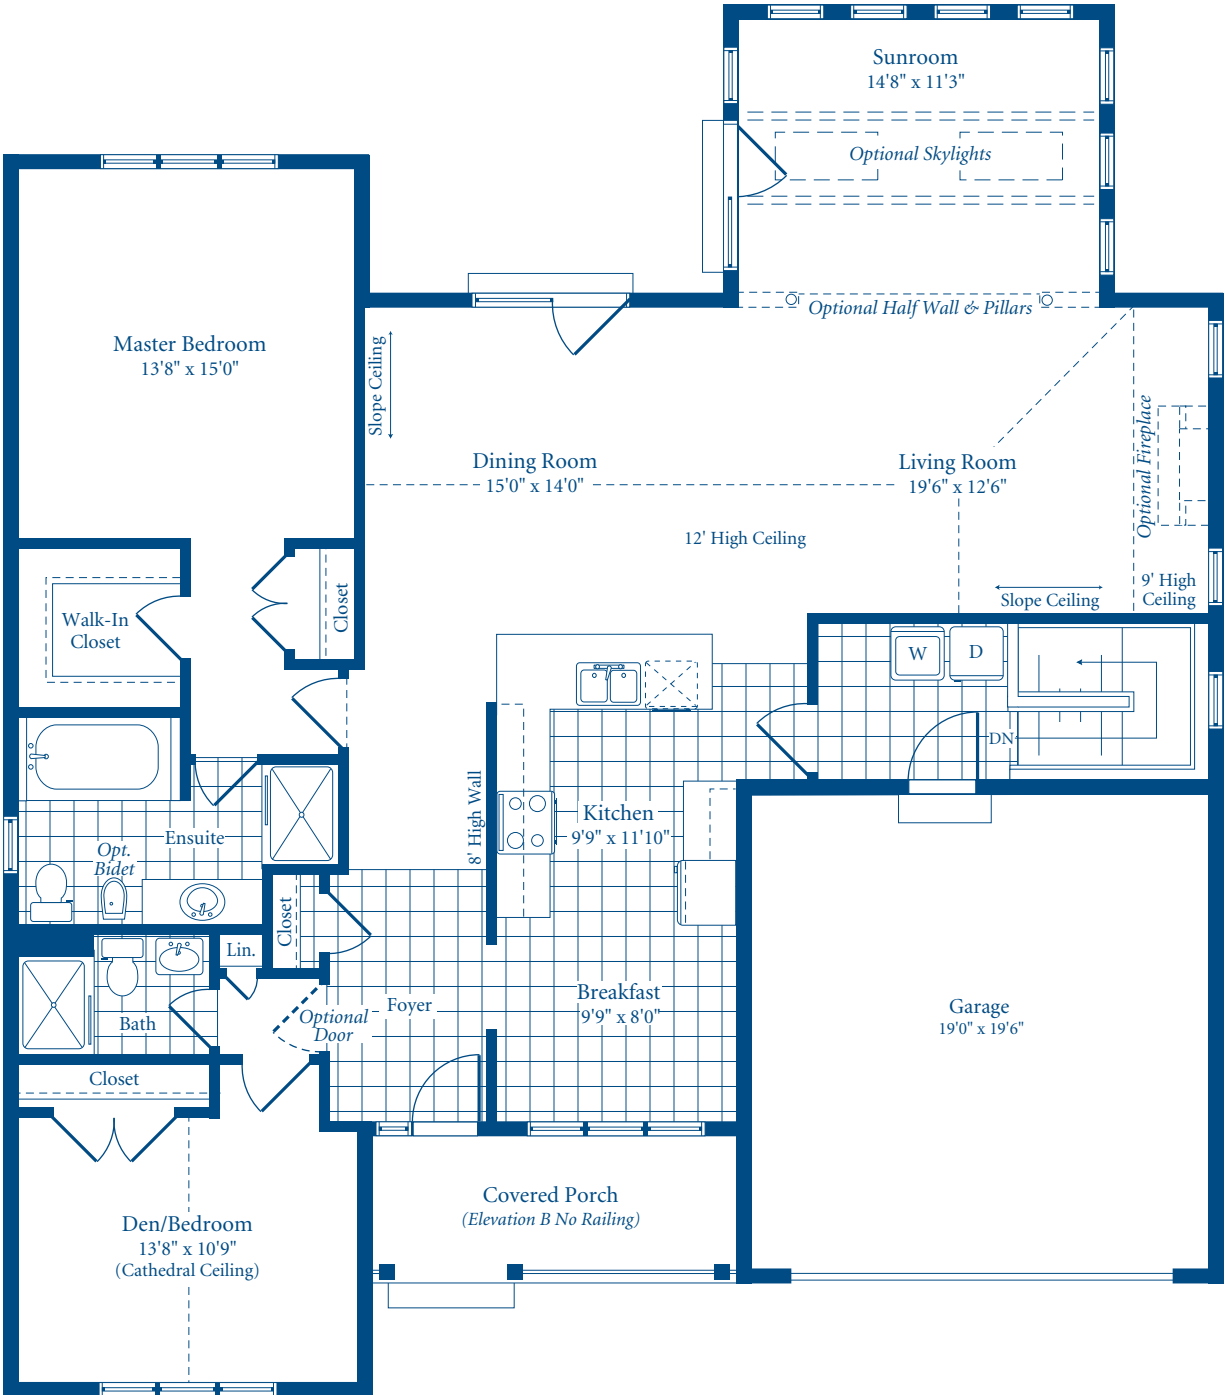 Sunroom
14'8" x 11'3"
Optional Skylights
Optional Half Wall & Pillars
Master Bedroom
13'8" x 15'0"
Slope Ceiling
Dining Room
15'0" x 14'0"
Living Room
19'6" x 12'6"
Optional Fireplace
12' High Ceiling
Slope Ceiling
9' High
Ceiling
Walk-In
Closet
Closet
W
D
DN
8' High Wall
Kitchen
9'9" x 11'10"
Ensuite
Opt.
Bidet
Closet
Lin.
Bath
Optional
Door
Foyer
Breakfast
9'9" x 8'0"
Garage
19'0" x 19'6"
Closet
Covered Porch
(Elevation B No Railing)
Den/Bedroom
13'8" x 10'9"
(Cathedral Ceiling)